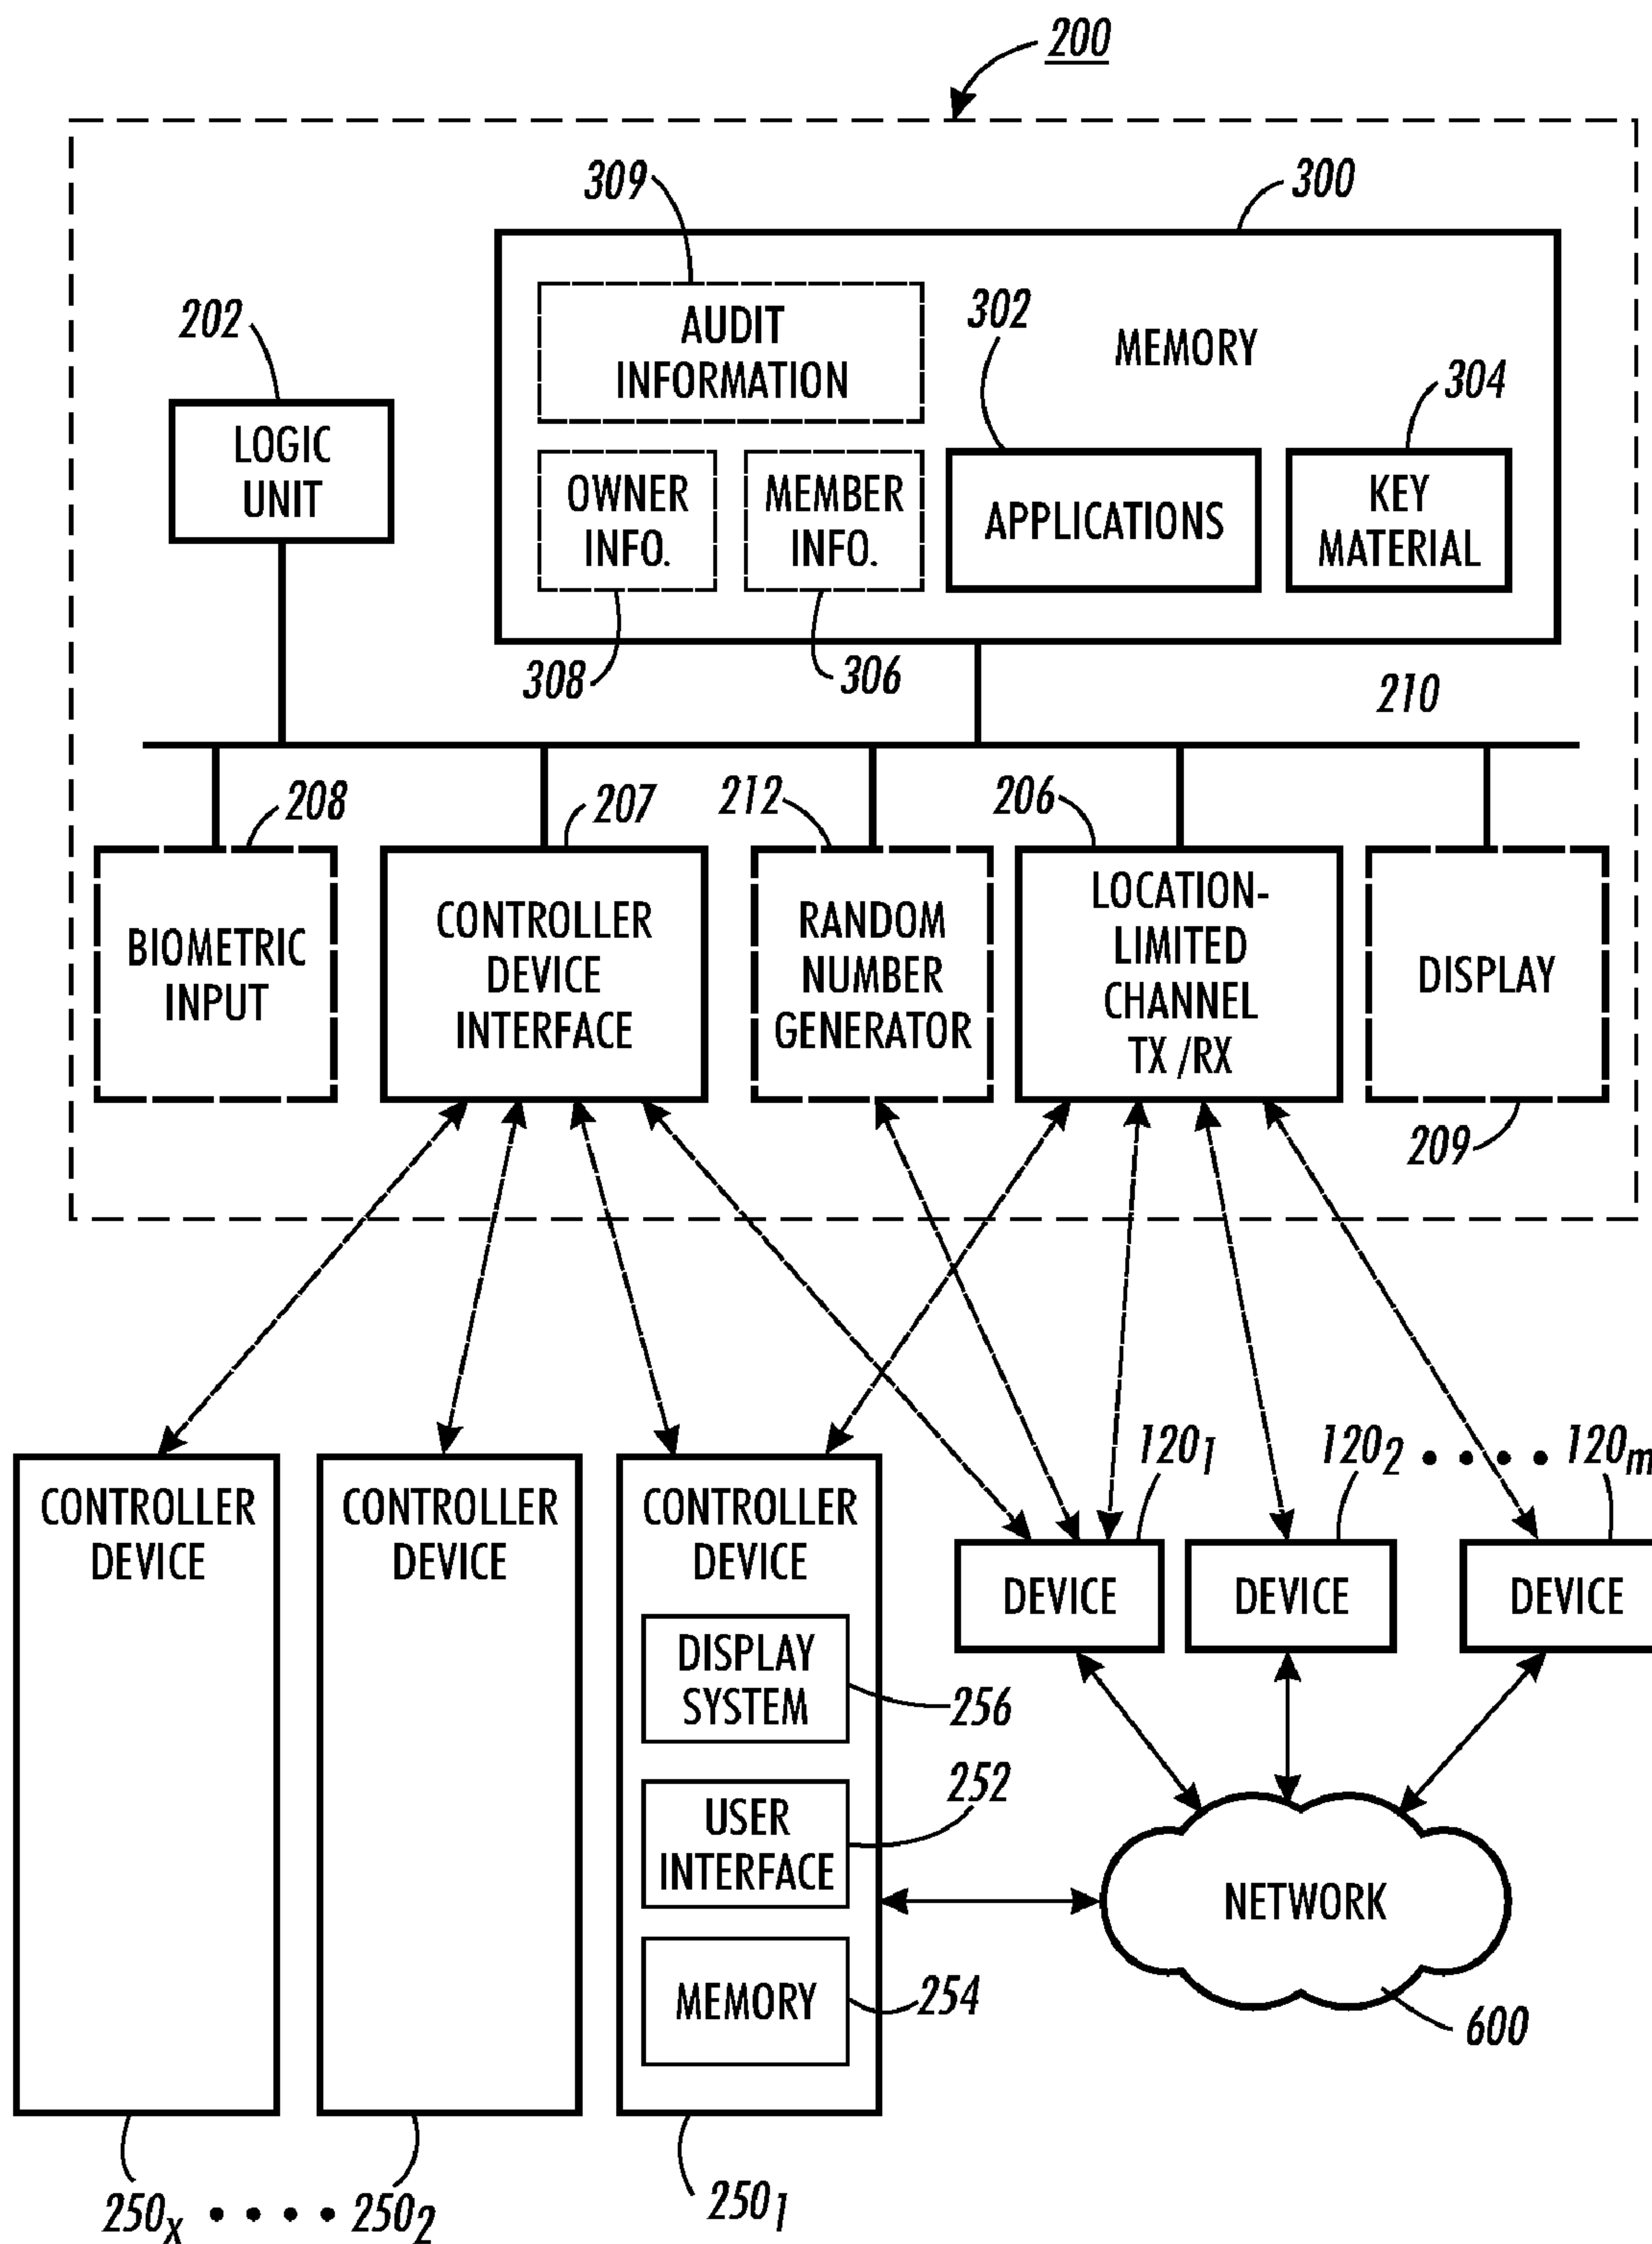 200
309
300
AUDIT
INFORMATION
302
MEMORY
304
202
LOGIC
UNIT
OWNER
INFO.
MEMBER
INFO.
APPLICATIONS
KEY
MATERIAL
308
306
210
208
207
212
206
BIOMETRIC
INPUT
CONTROLLER
DEVICE
INTERFACE
RANDOM
NUMBER
GENERATOR
LOCATION-
LIMITED
CHANNEL
TX /RX
DISPLAY
209
120₁
120₂ • • • • 120ₘ
CONTROLLER
DEVICE
CONTROLLER
DEVICE
CONTROLLER
DEVICE
DEVICE
DEVICE
DEVICE
DISPLAY
SYSTEM
256
USER
INTERFACE
252
NETWORK
MEMORY
254
600
250ₓ • • • • 250₂
250₁